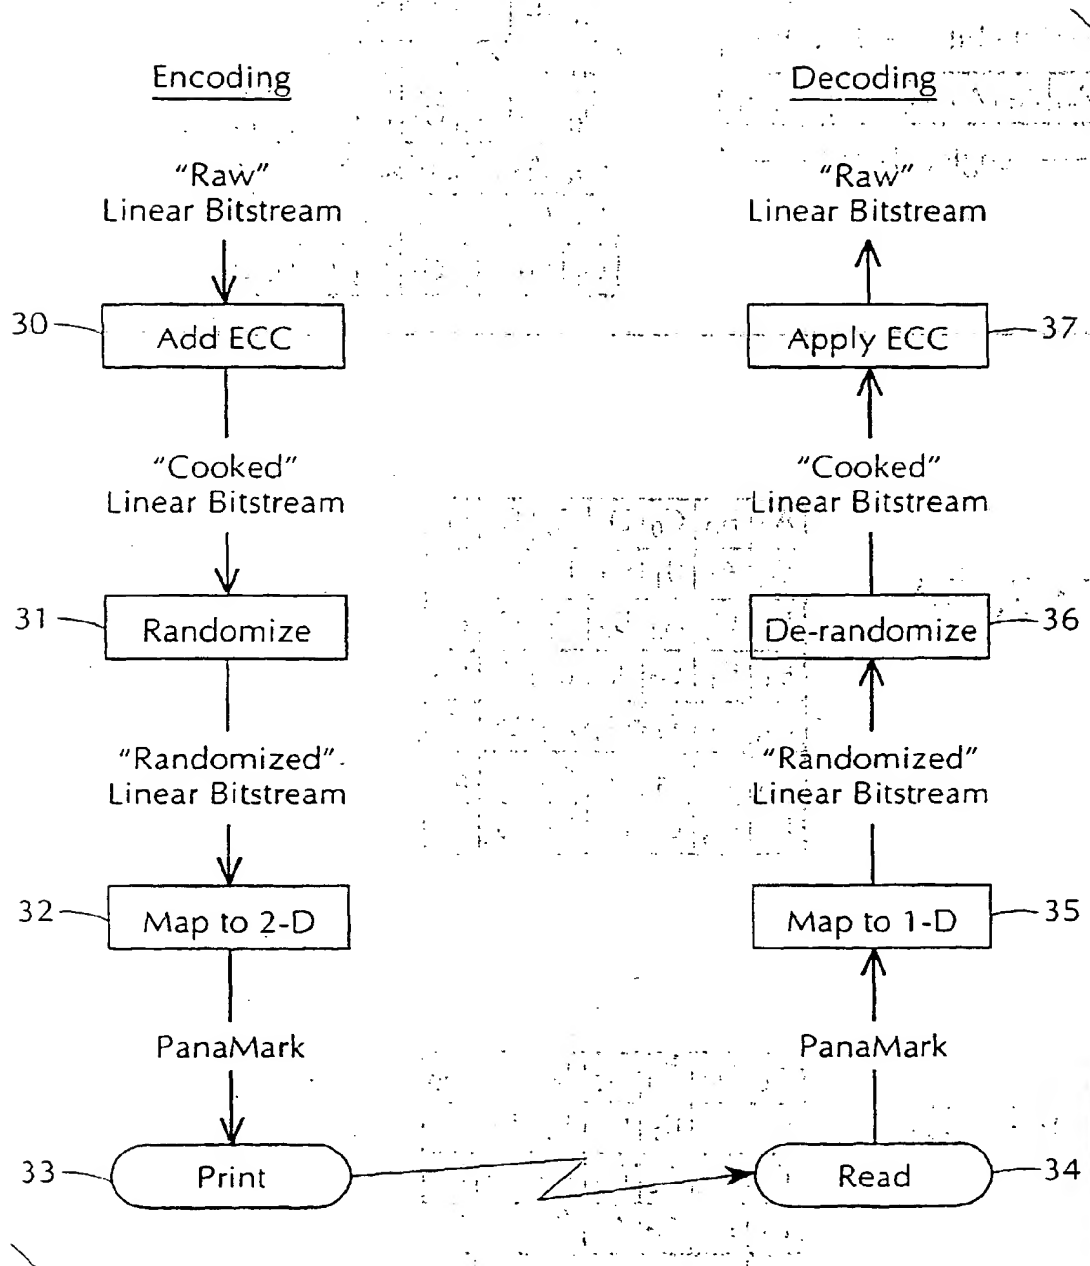 Encoding
"Raw"
Linear Bitstream
30
Add ECC
"Cooked"
Linear Bitstream
31
Randomize
"Randomized"
Linear Bitstream
32
Map to 2-D
PanaMark
33
Print
Decoding
"Raw"
Linear Bitstream
37
Apply ECC
"Cooked"
Linear Bitstream
36
De-randomize
"Randomized"
Linear Bitstream
35
Map to 1-D
PanaMark
34
Read